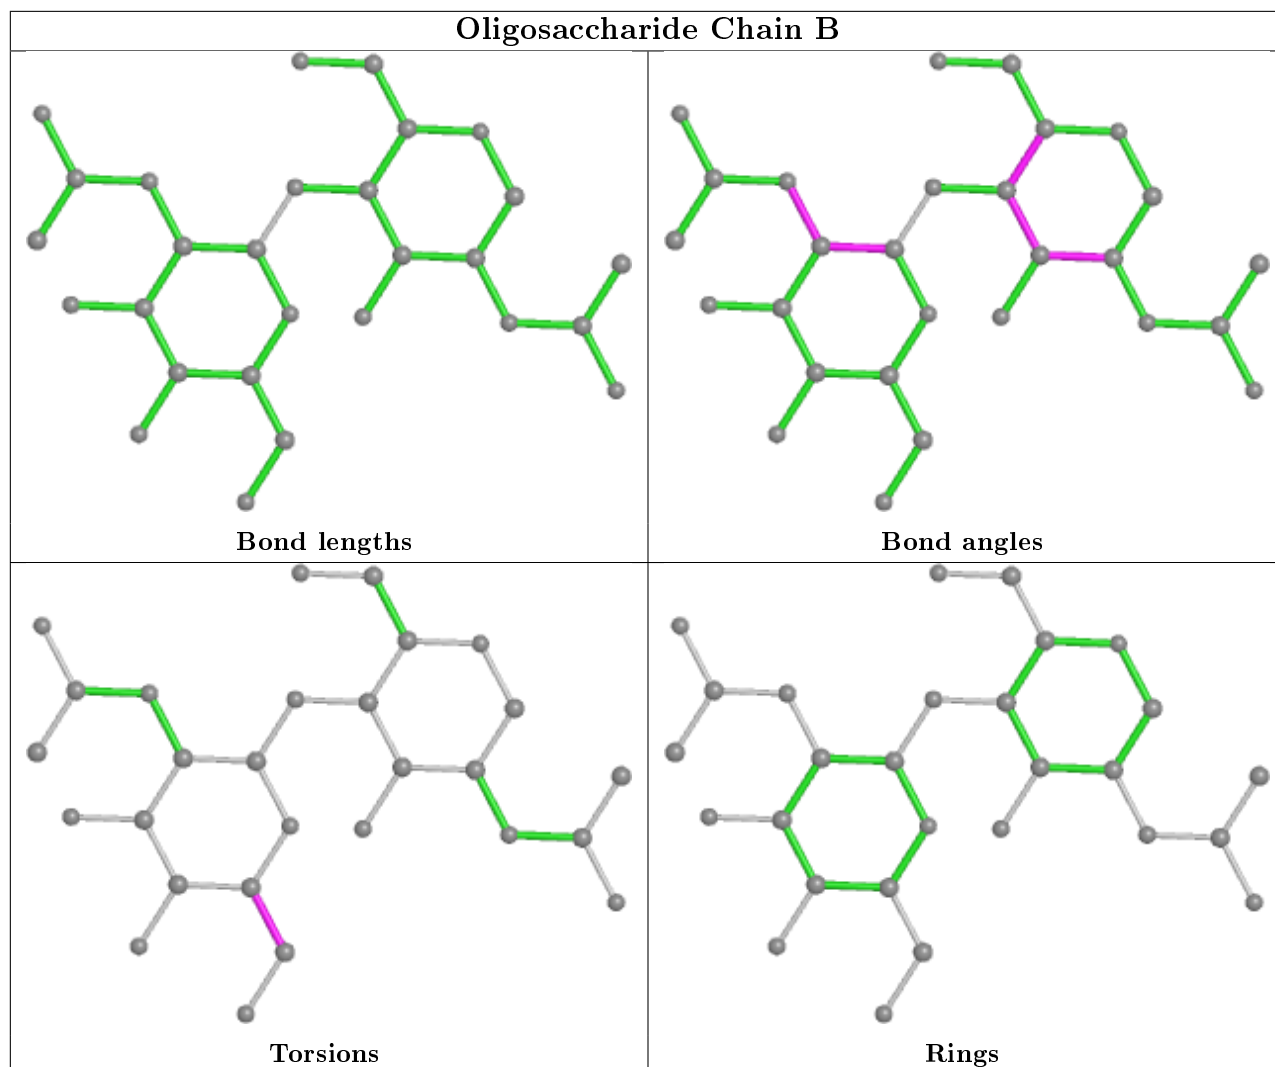 Oligosaccharide Chain B
Bond lengths
Bond angles
Torsions
Rings